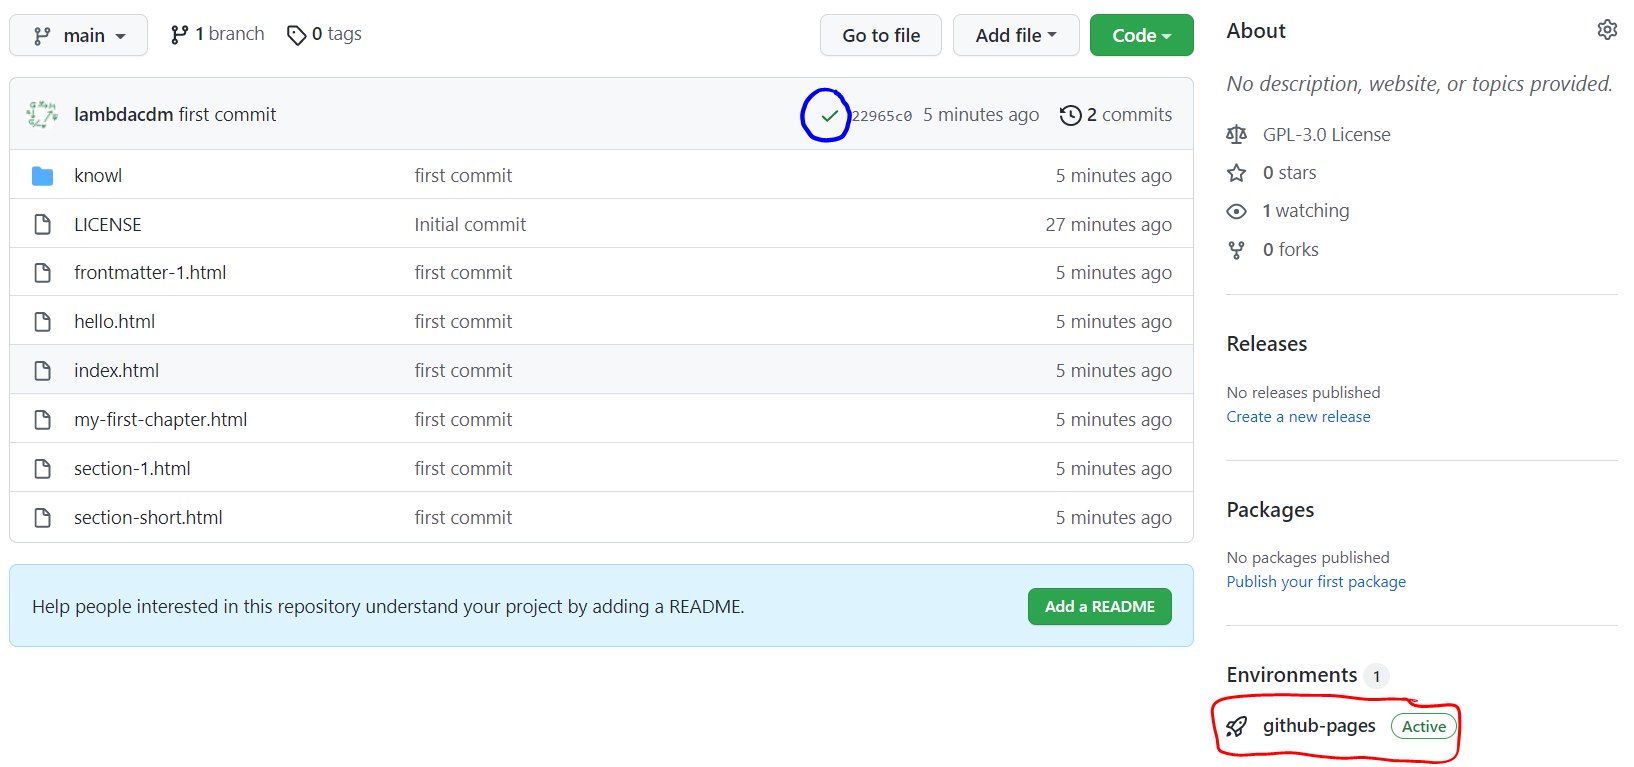 main 1 branch 0 tags Go to file Add file Code
lambdacdm first commit 22965c0 5 minutes ago 2 commits
knowl first commit 5 minutes ago
LICENSE Initial commit 27 minutes ago
frontmatter-1.html first commit 5 minutes ago
hello.html first commit 5 minutes ago
index.html first commit 5 minutes ago
my-first-chapter.html first commit 5 minutes ago
section-1.html first commit 5 minutes ago
section-short.html first commit 5 minutes ago
Help people interested in this repository understand your project by adding a README. Add a README
About
No description, website, or topics provided.
GPL-3.0 License
0 stars
1 watching
0 forks
Releases
No releases published
Create a new release
Packages
No packages published
Publish your first package
Environments 1
github-pages Active